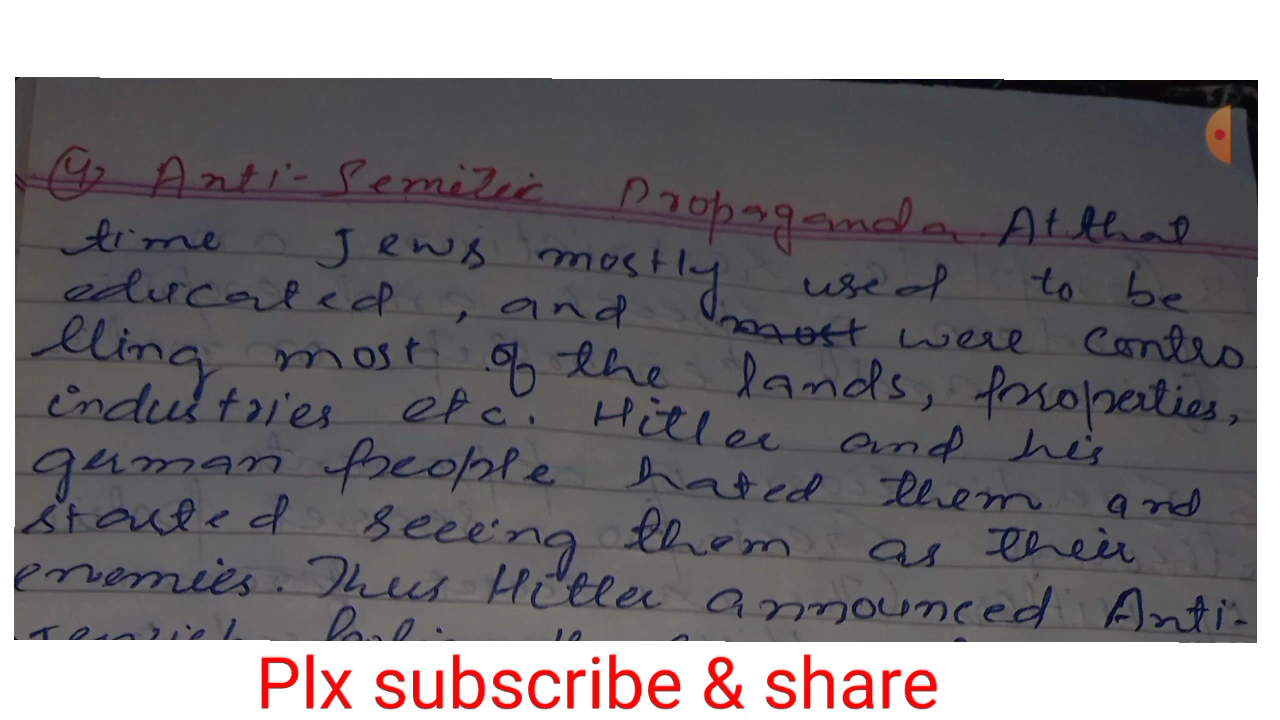 (4) Anti-Semitic Propaganda. At that
time Jews mostly used to be
educated, and most were contro
lling most of the lands, properties,
industries etc. Hitler and his
german people hated them and
started seeing them as their
enemies. Thus Hitler announced Anti-
Plx subscribe & share